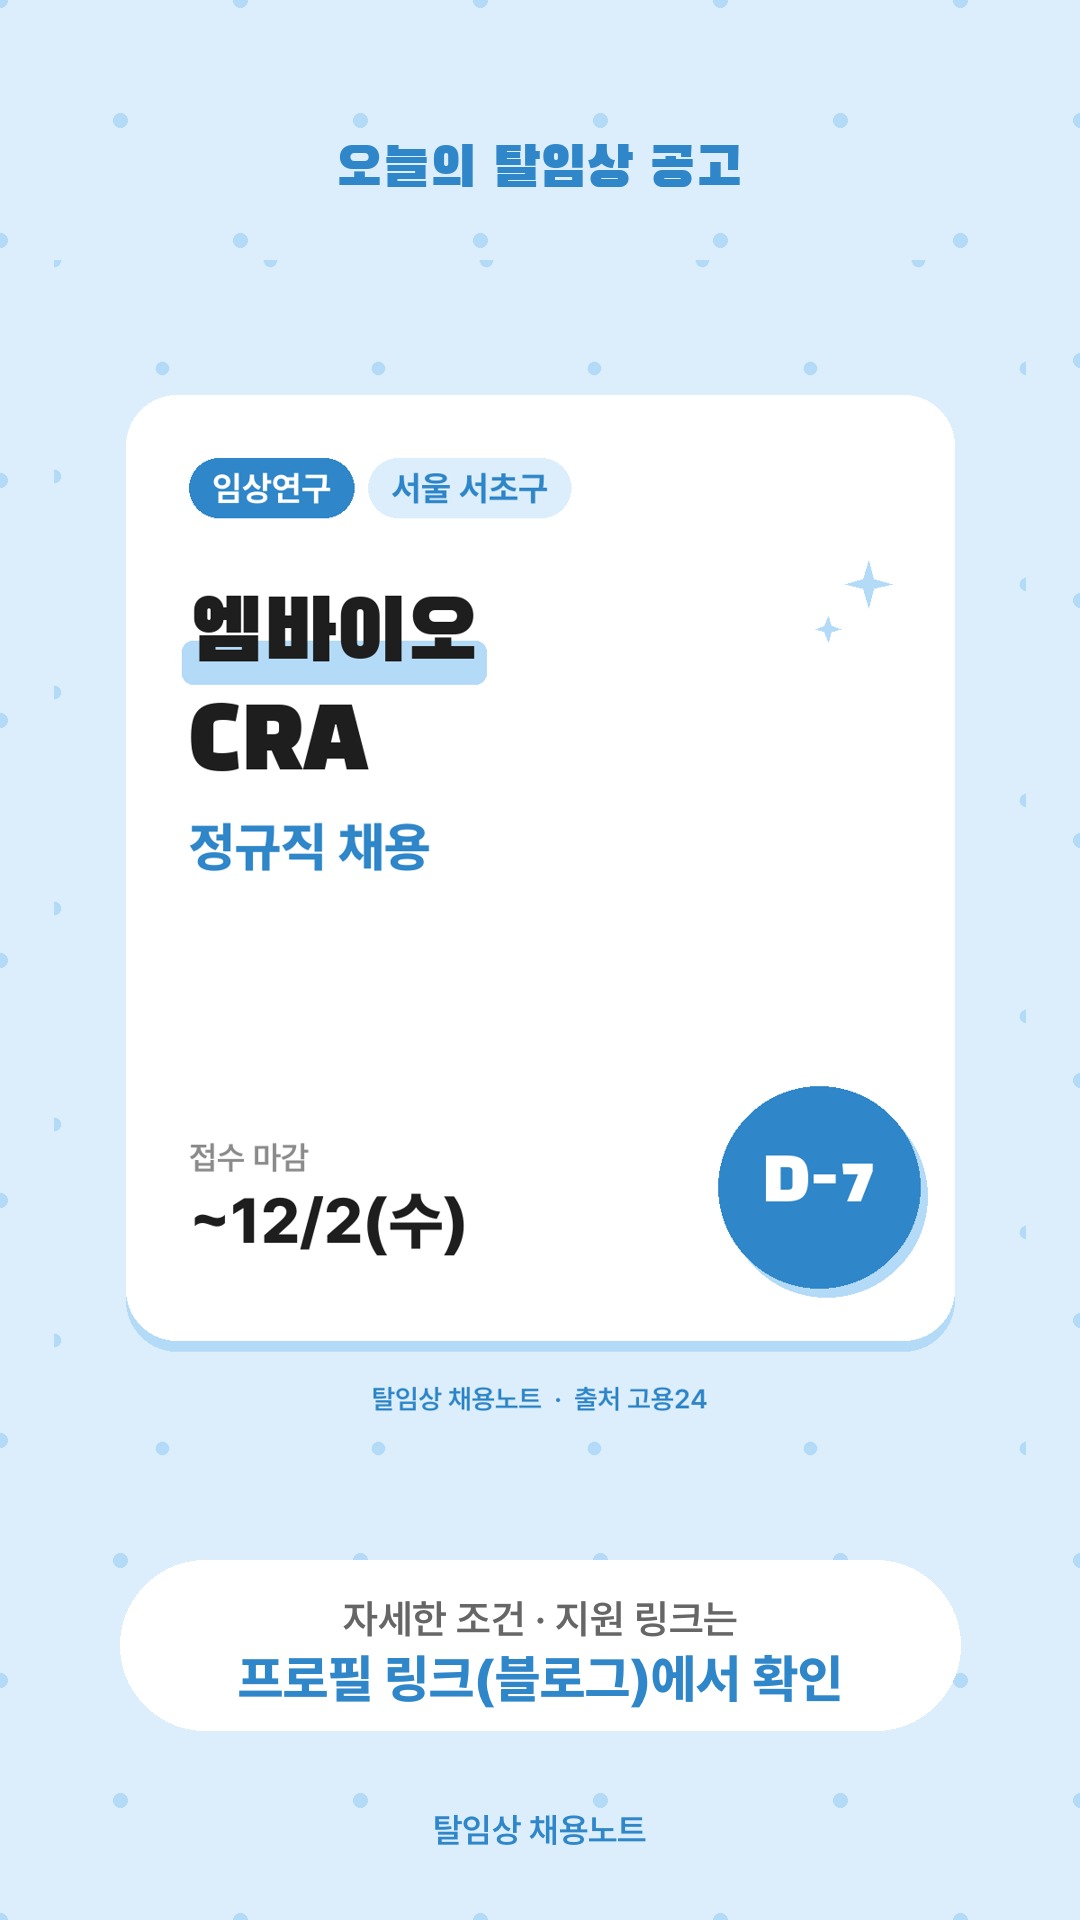 오늘의 탈임상 공고
임상연구 서울 서초구
엠바이오
CRA
정규직 채용
접수 마감
~12/2(수)
D-7
탈임상 채용노트 · 출처 고용24
자세한 조건 · 지원 링크는
프로필 링크(블로그)에서 확인
탈임상 채용노트